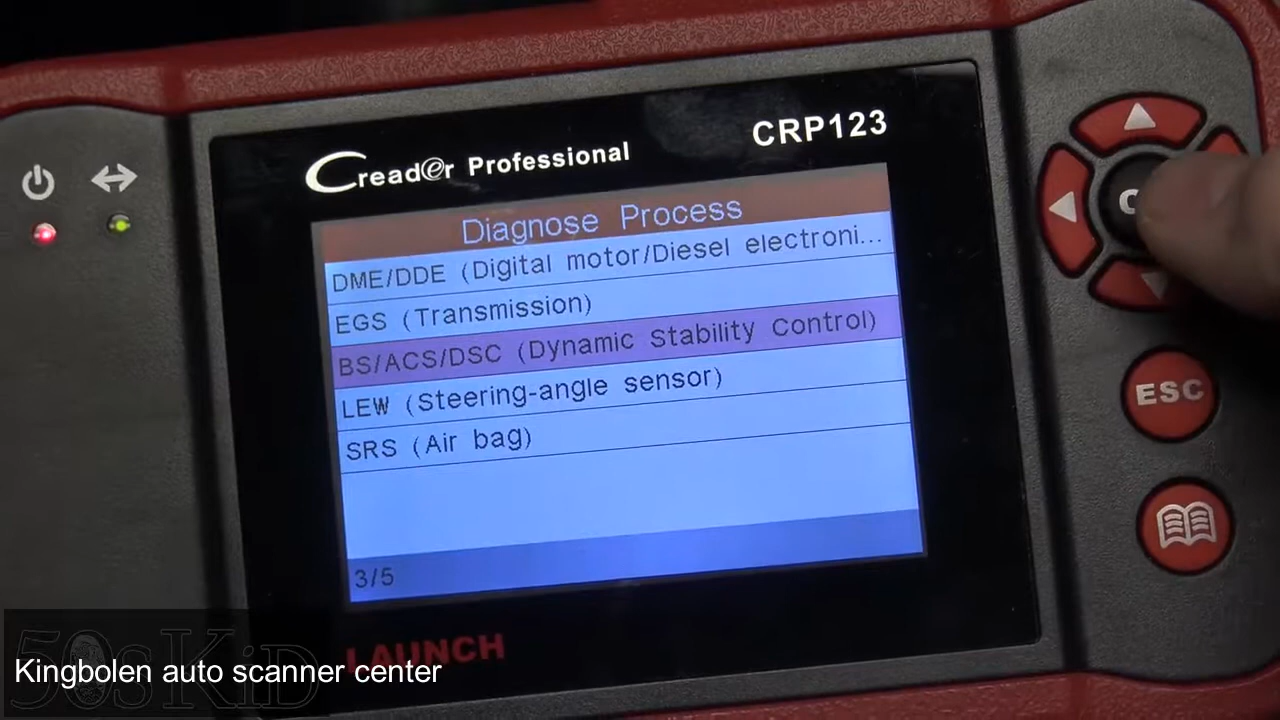 Creader Professional
CRP123
Diagnose Process
DME/DDE (Digital motor/Diesel electroni...
EGS (Transmission)
BS/ACS/DSC (Dynamic Stability Control)
LEW (Steering-angle sensor)
SRS (Air bag)
3/5
LAUNCH
ESC
50sKiD
Kingbolen auto scanner center